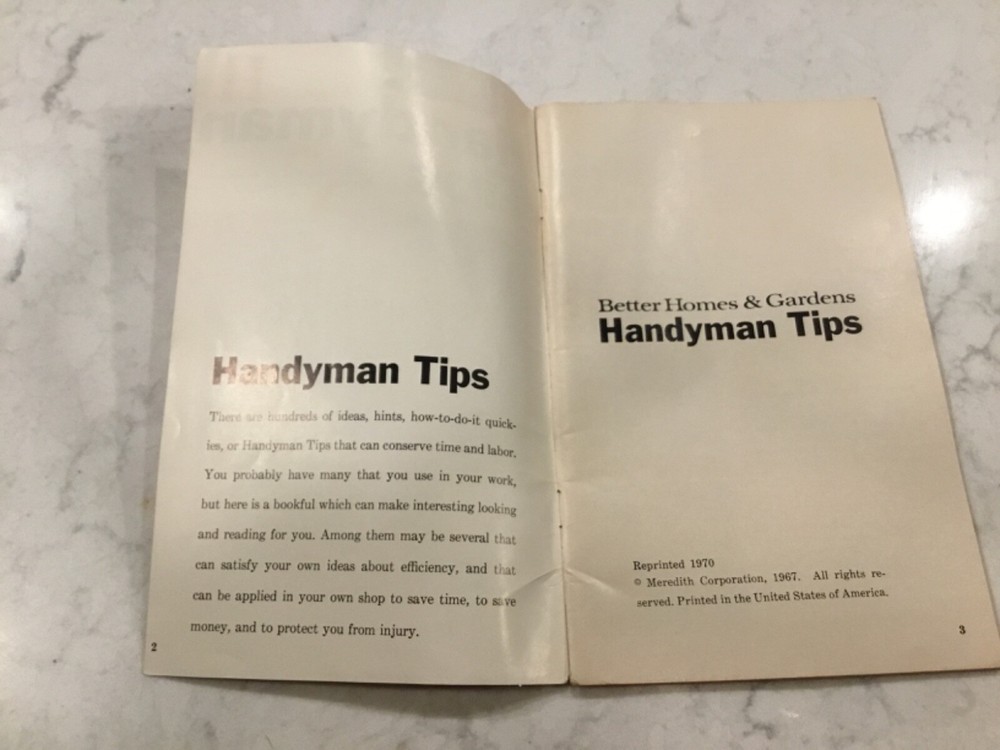 Handyman Tips
There are hundreds of ideas, hints, how-to-do-it quick-
ies, or Handyman Tips that can conserve time and labor.
You probably have many that you use in your work,
but here is a bookful which can make interesting looking
and reading for you. Among them may be several that
can satisfy your own ideas about efficiency, and that
can be applied in your own shop to save time, to save
money, and to protect you from injury.
2
Better Homes & Gardens
Handyman Tips
Reprinted 1970
© Meredith Corporation, 1967. All rights re-
served. Printed in the United States of America.
3